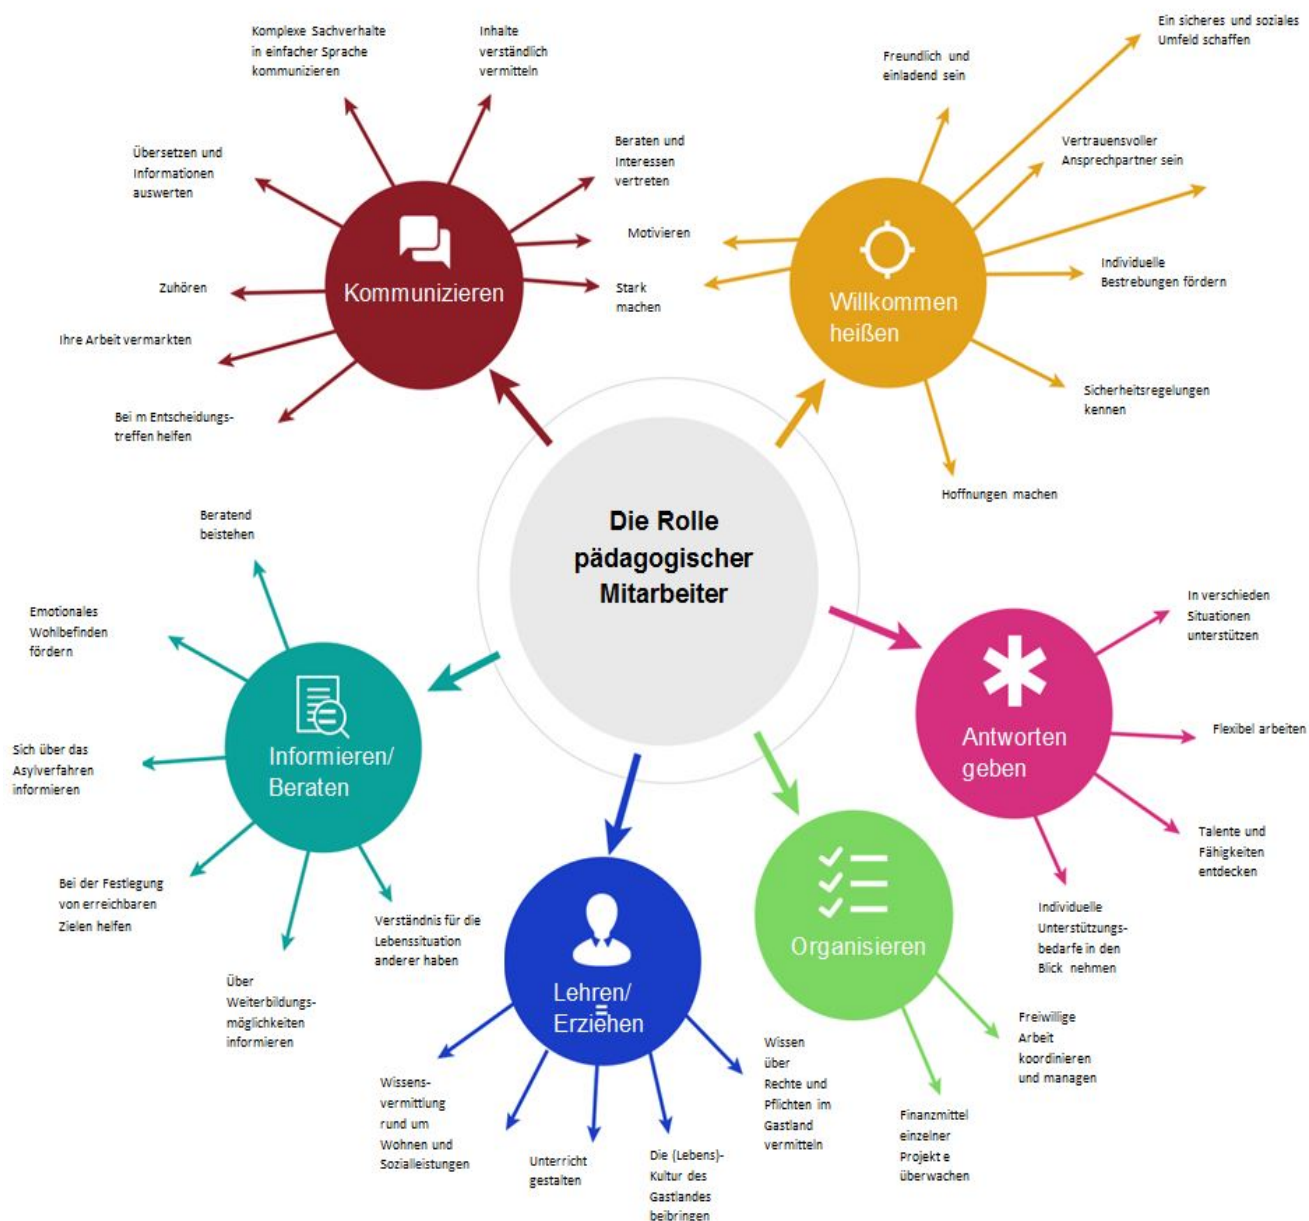 Komplexe Sachverhalte
in einfacher Sprache
kommunizieren
Inhalte
verständlich
vermitteln
Übersetzen und
Informationen
auswerten
Beraten und
Interessen
vertreten
Motivieren
Stark
machen
Zuhören
Ihre Arbeit vermarkten
Bei m Entscheidungs-
treffen helfen
Kommunizieren
Ein sicheres und soziales
Umfeld schaffen
Freundlich und
einladend sein
Vertrauensvoller
Ansprechpartner sein
Individuelle
Bestrebungen fördern
Sicherheitsregelungen
kennen
Hoffnungen machen
Willkommen
heißen
Die Rolle
pädagogischer
Mitarbeiter
Beratend
beistehen
Emotionales
Wohlbefinden
fördern
Sich über das
Asylverfahren
informieren
Bei der Festlegung
von erreichbaren
Zielen helfen
Über
Weiterbildungs-
möglichkeiten
informieren
Verständnis für die
Lebenssituation
anderer haben
Informieren/
Beraten
In verschieden
Situationen
unterstützen
Flexibel arbeiten
Talente und
Fähigkeiten
entdecken
Individuelle
Unterstützungs-
bedarfe in den
Blick nehmen
Antworten
geben
Organisieren
Freiwillige
Arbeit
koordinieren
und managen
Finanzmittel
einzelner
Projekt e
überwachen
Lehren/
Erziehen
Wissens-
vermittlung
rund um
Wohnen und
Sozialleistungen
Unterricht
gestalten
Die (Lebens)-
Kultur des
Gastlandes
beibringen
Wissen
über
Rechte und
Pflichten im
Gastland
vermitteln